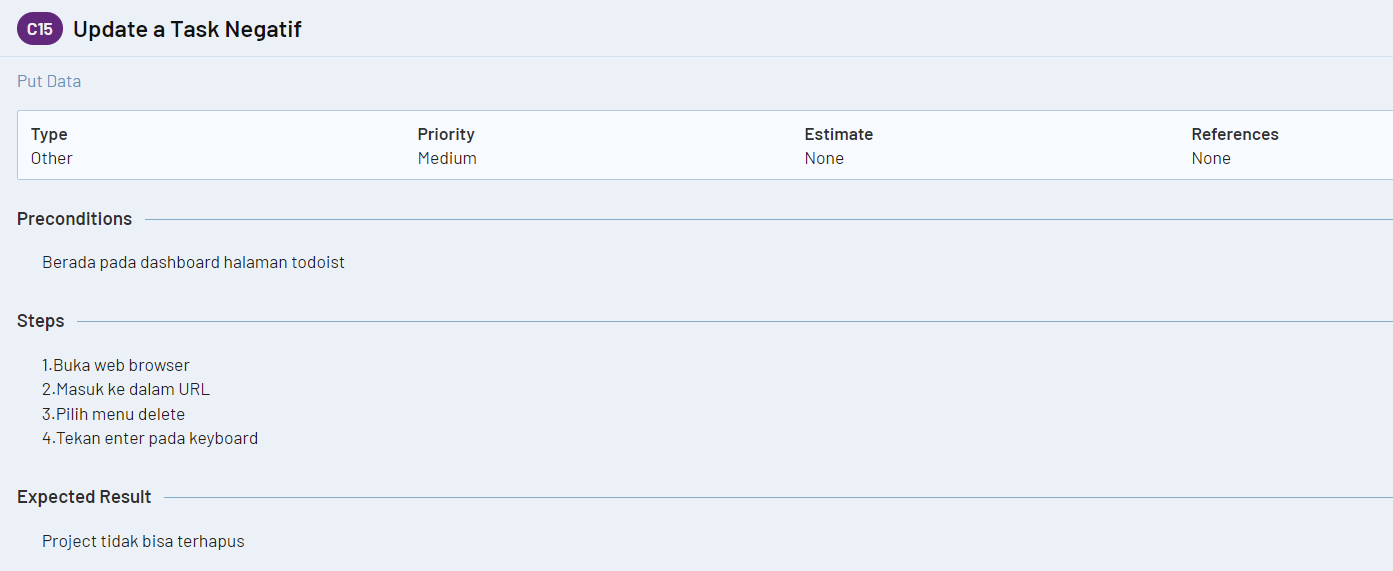 C15 Update a Task Negatif
Put Data
Type Priority Estimate References
Other Medium None None
Preconditions
Berada pada dashboard halaman todoist
Steps
1.Buka web browser
2.Masuk ke dalam URL
3.Pilih menu delete
4.Tekan enter pada keyboard
Expected Result
Project tidak bisa terhapus